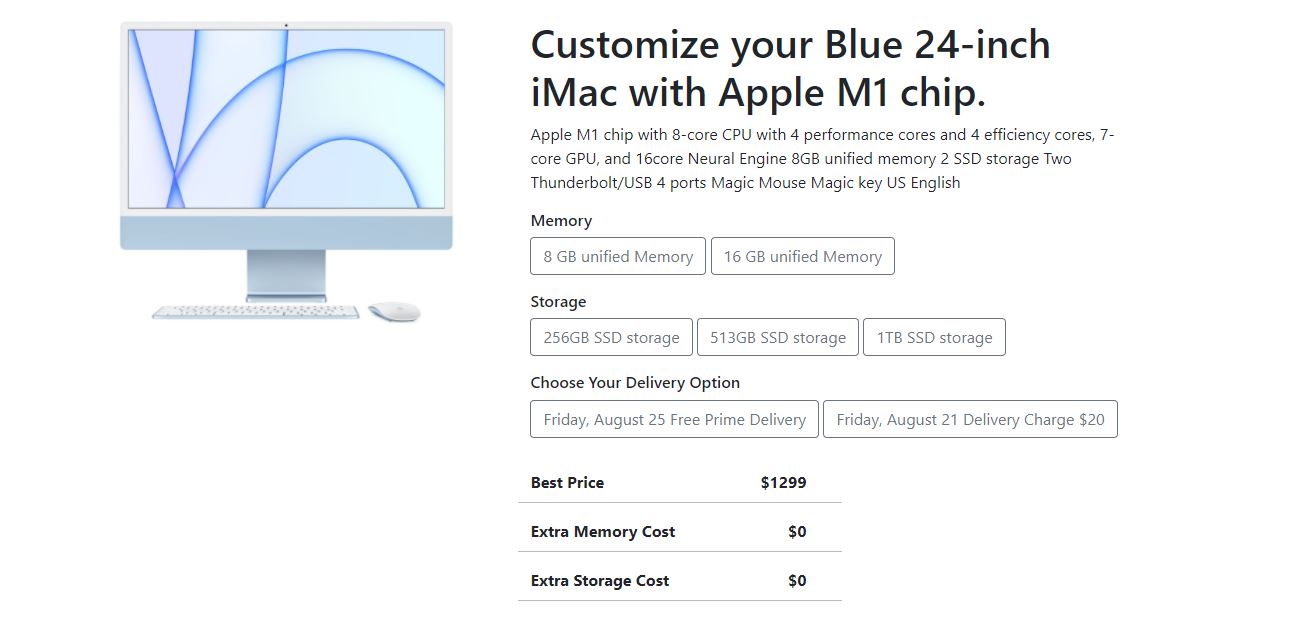 Customize your Blue 24-inch
iMac with Apple M1 chip.
Apple M1 chip with 8-core CPU with 4 performance cores and 4 efficiency cores, 7-
core GPU, and 16core Neural Engine 8GB unified memory 2 SSD storage Two
Thunderbolt/USB 4 ports Magic Mouse Magic key US English
Memory
8 GB unified Memory 16 GB unified Memory
Storage
256GB SSD storage 513GB SSD storage 1TB SSD storage
Choose Your Delivery Option
Friday, August 25 Free Prime Delivery Friday, August 21 Delivery Charge $20
Best Price $1299
Extra Memory Cost $0
Extra Storage Cost $0